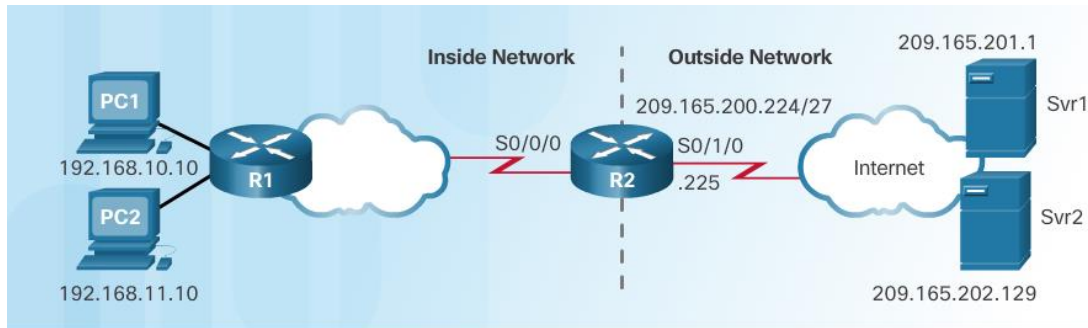 209.165.201.1
Inside Network
Outside Network
PC1
209.165.200.224/27
Svr1
S0/0/0
S0/1/0
192.168.10.10
R1
R2
.225
Internet
PC2
Svr2
192.168.11.10
209.165.202.129